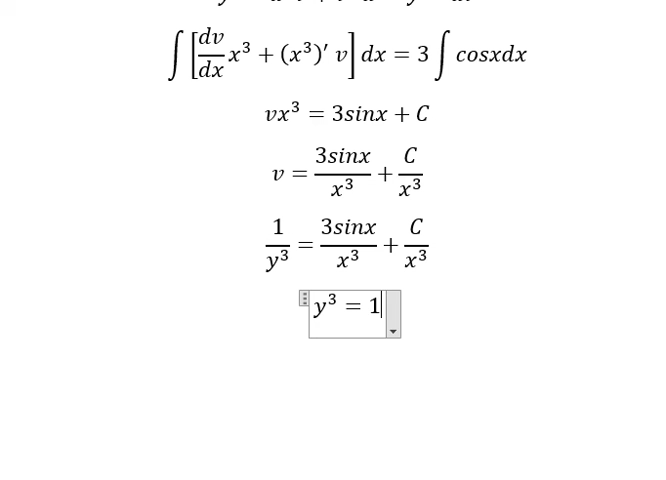 ∫ [dv/dx x³ + (x³)′ v] dx = 3 ∫ cosxdx
vx³ = 3sinx + C
v = 3sinx/x³ + C/x³
1/y³ = 3sinx/x³ + C/x³
y³ = 1